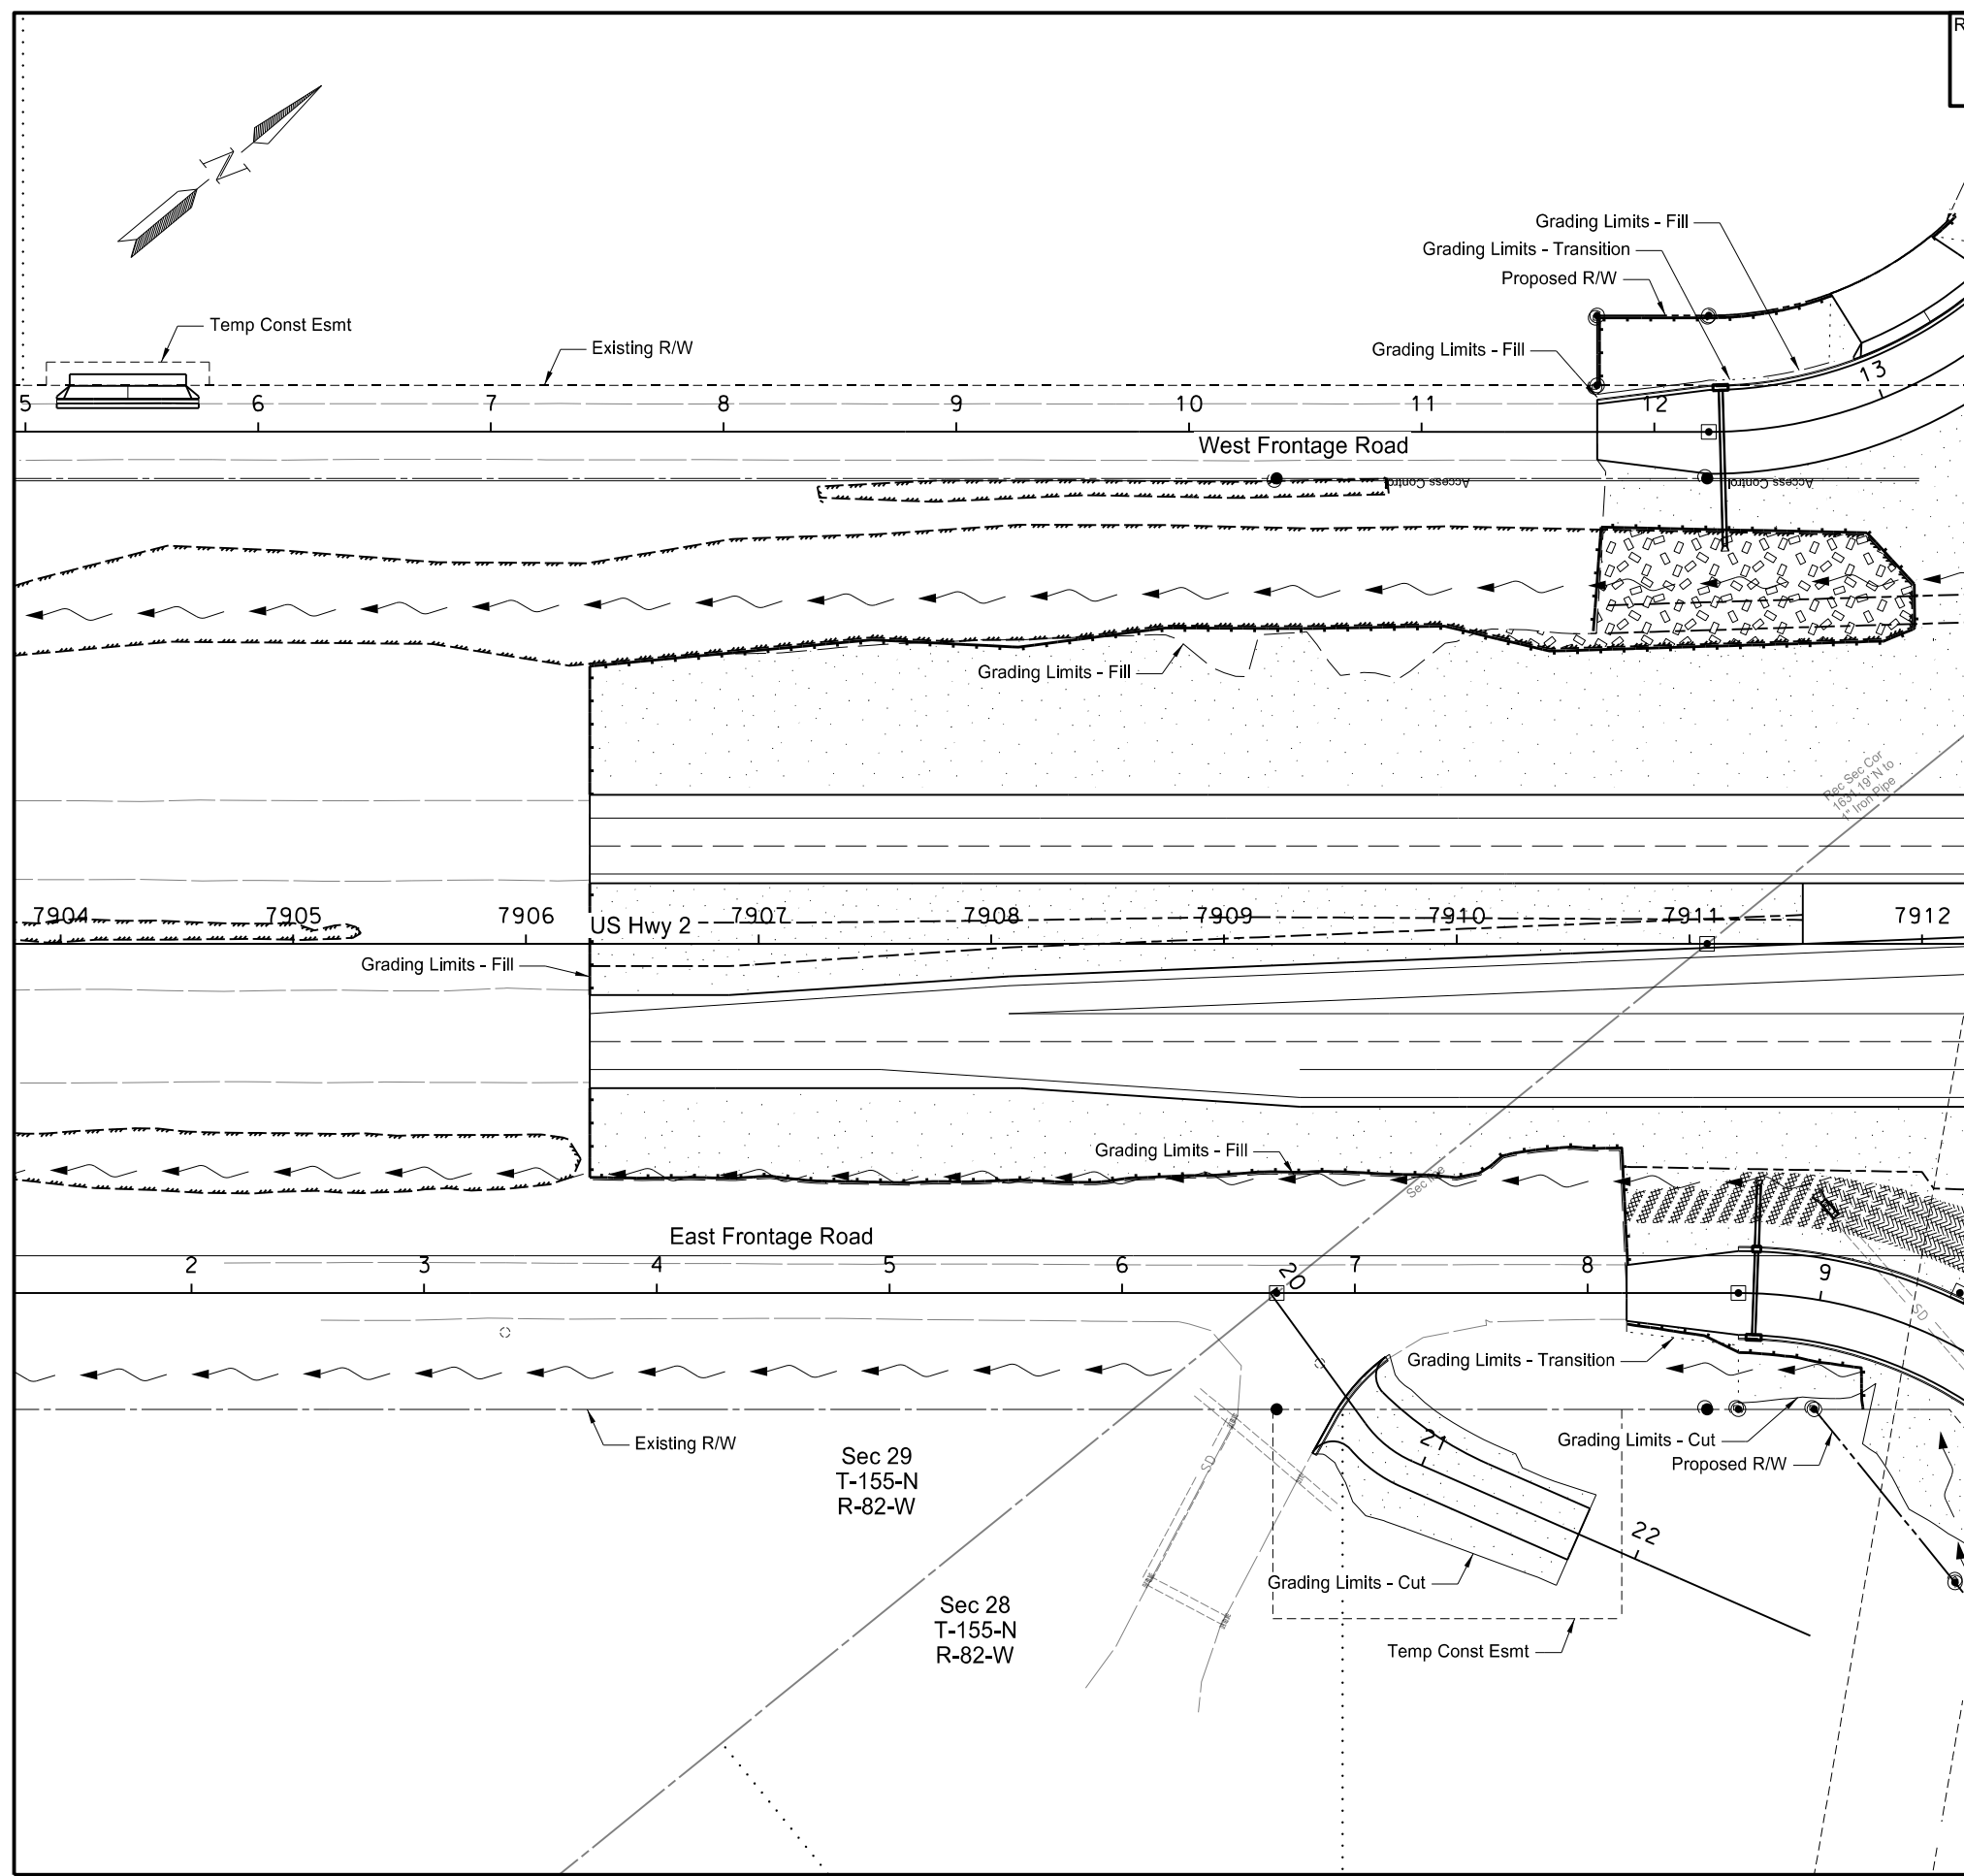 R
N
Grading Limits - Fill
Grading Limits - Transition
Proposed R/W
Temp Const Esmt
Existing R/W
Grading Limits - Fill
13
5 6 7 8 9 10 11 12
West Frontage Road
Access Control
Access Control
Grading Limits - Fill
Rec Sec Cor
1631.19' N to
1" Iron Pipe
7904 7905 7906 7907 7908 7909 7910 7911 7912
US Hwy 2
Grading Limits - Fill
Grading Limits - Fill
Sec line
East Frontage Road
2 3 4 5 6 7 8 9
20
SD
Grading Limits - Transition
Existing R/W
21
Grading Limits - Cut
Proposed R/W
Sec 29
T-155-N
R-82-W
SD
22
Grading Limits - Cut
Sec 28
T-155-N
R-82-W
Temp Const Esmt